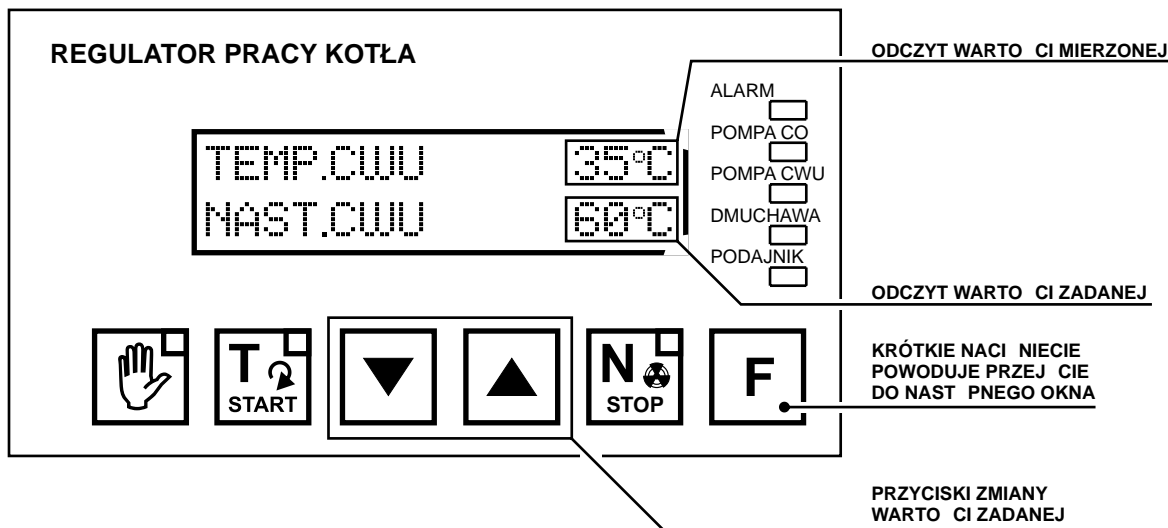 REGULATOR PRACY KOTŁA
ODCZYT WARTO CI MIERZONEJ
ALARM
POMPA CO
POMPA CWU
DMUCHAWA
PODAJNIK
TEMP.CWU 35°C
NAST.CWU 60°C
ODCZYT WARTO CI ZADANEJ
T
START
N
STOP
F
KRÓTKIE NACI NIECIE
POWODUJE PRZEJ CIE
DO NAST PNEGO OKNA
PRZYCISKI ZMIANY
WARTO CI ZADANEJ